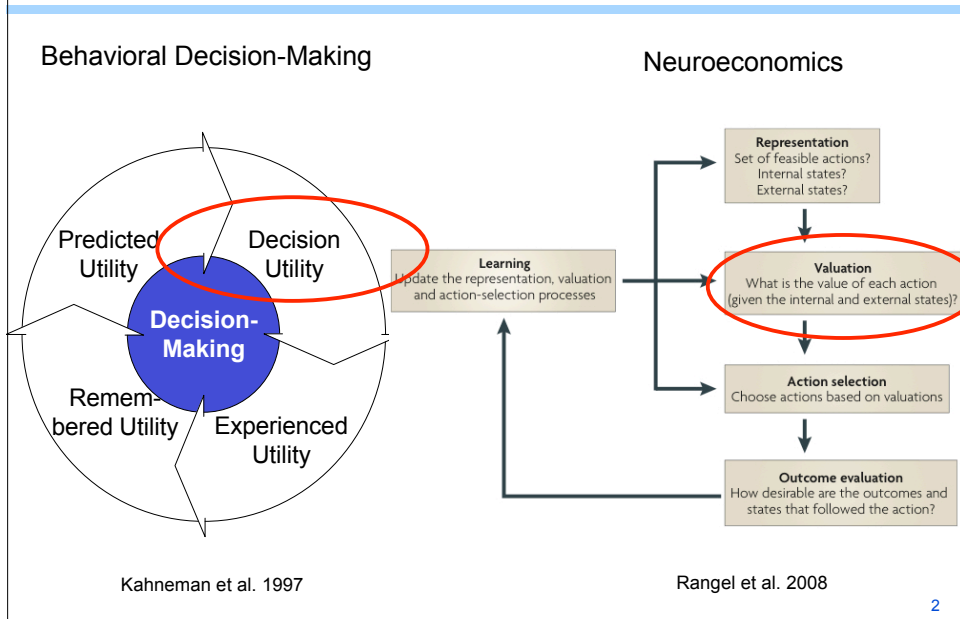 Behavioral Decision-Making
Neuroeconomics
Predicted
Utility
Decision
Utility
Decision-
Making
Remem-
bered Utility
Experienced
Utility
Representation
Set of feasible actions?
Internal states?
External states?
Learning
Update the representation, valuation
and action-selection processes
Valuation
What is the value of each action
(given the internal and external states)?
Action selection
Choose actions based on valuations
Outcome evaluation
How desirable are the outcomes and
states that followed the action?
Kahneman et al. 1997
Rangel et al. 2008
2